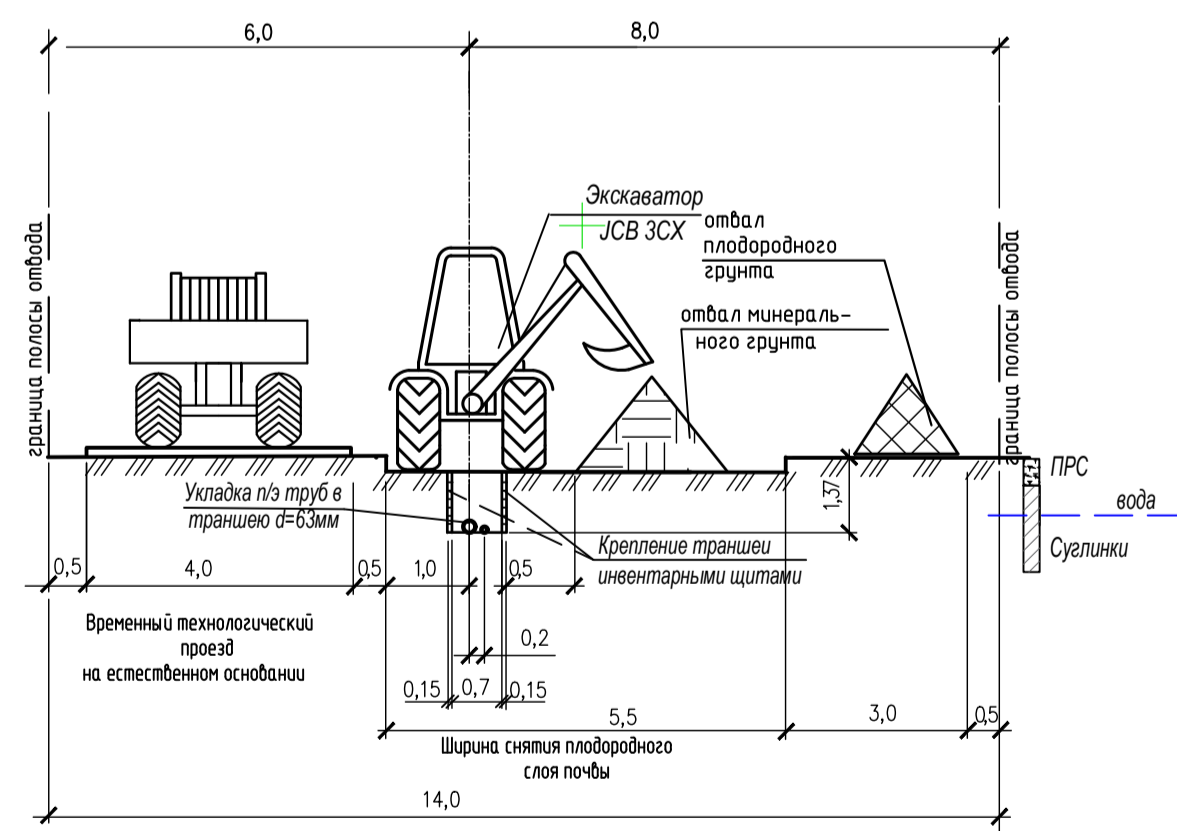 6,0
8,0
граница полосы отвода
Экскаватор
JCB 3CX
отвал
плодородного
грунта
отвал минераль-
ного грунта
граница полосы отвода
ПРС
вода
Суглинки
1,37
Укладка п/э труб в
траншею d=63мм
Крепление траншеи
инвентарными щитами
0,5
4,0
0,5
1,0
0,5
Временный технологический
проезд
на естественном основании
0,2
0,15
0,7
0,15
5,5
3,0
0,5
Ширина снятия плодородного
слоя почвы
14,0